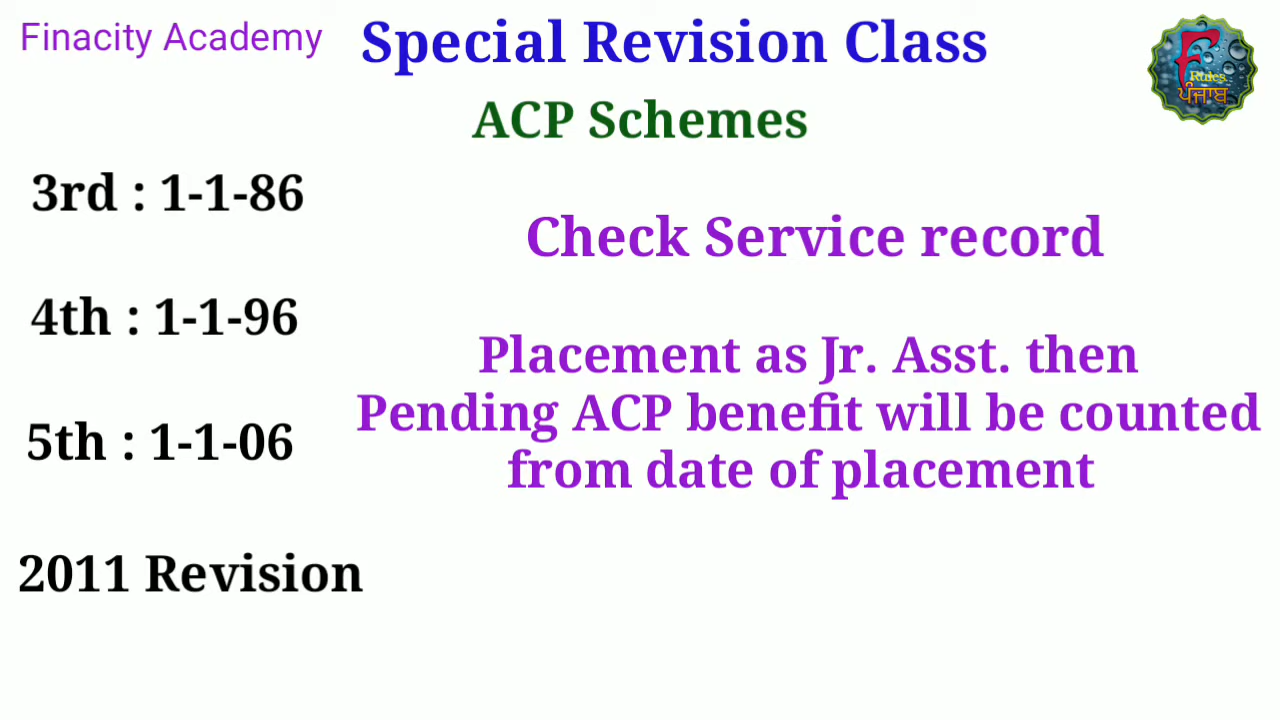 Finacity Academy
Special Revision Class
F
Rules
ਪੰਜਾਬ
ACP Schemes
3rd : 1-1-86
Check Service record
4th : 1-1-96
Placement as Jr. Asst. then
Pending ACP benefit will be counted
from date of placement
5th : 1-1-06
2011 Revision